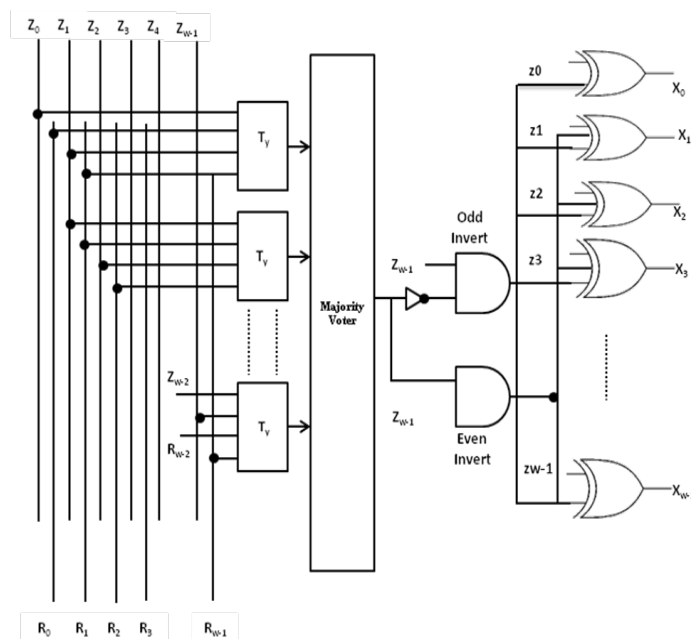 Z0 Z1 Z2 Z3 Z4 Zw-1
z0
X0
z1
X1
Ty
z2
X2
Odd
Invert
z3
X3
Zw-1
Ty
Majority
Voter
Zw-2
Rw-2
Ty
Zw-1
Even
Invert
zw-1
Xw-
R0 R1 R2 R3 Rw-1